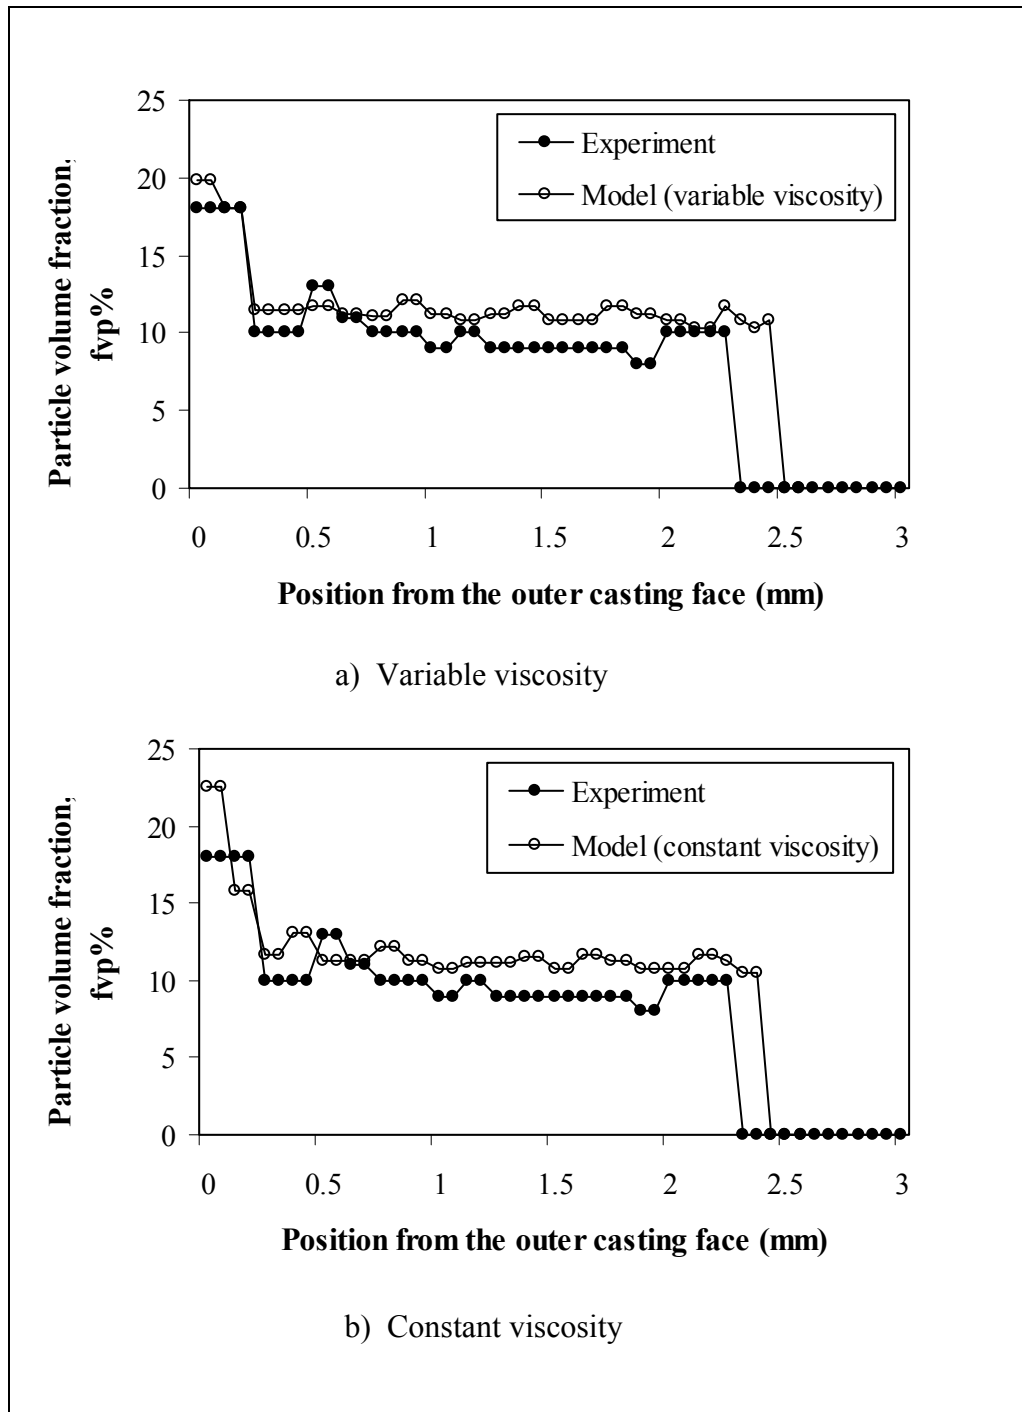 25
20
15
10
5
0
Particle volume fraction,
fvp%
Experiment
Model (variable viscosity)
0 0.5 1 1.5 2 2.5 3
Position from the outer casting face (mm)
a) Variable viscosity
25
20
15
10
5
0
Particle volume fraction,
fvp%
Experiment
Model (constant viscosity)
0 0.5 1 1.5 2 2.5 3
Position from the outer casting face (mm)
b) Constant viscosity